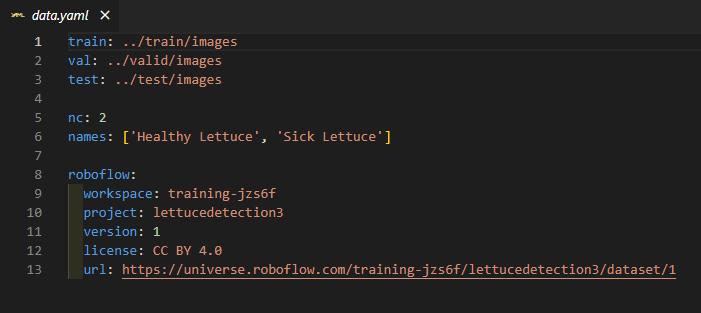 data.yaml
1 train: ../train/images
2 val: ../valid/images
3 test: ../test/images
4
5 nc: 2
6 names: ['Healthy Lettuce', 'Sick Lettuce']
7
8 roboflow:
9   workspace: training-jzs6f
10   project: lettucedetection3
11   version: 1
12   license: CC BY 4.0
13   url: https://universe.roboflow.com/training-jzs6f/lettucedetection3/dataset/1